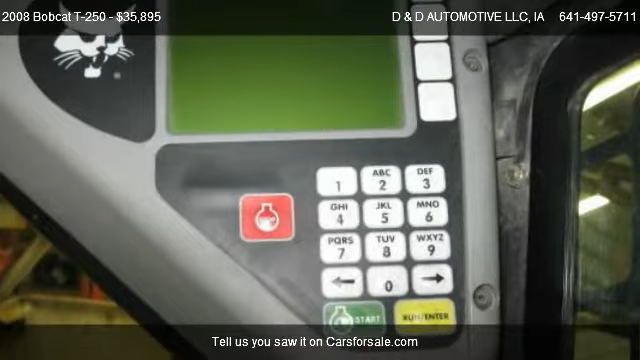 2008 Bobcat T-250 - $35,895
D & D AUTOMOTIVE LLC, IA 641-497-5711
1
ABC
2
DEF
3
GHI
4
JKL
5
MNO
6
PQRS
7
TUV
8
WXYZ
9
0
START
RUN/ENTER
Tell us you saw it on Carsforsale.com